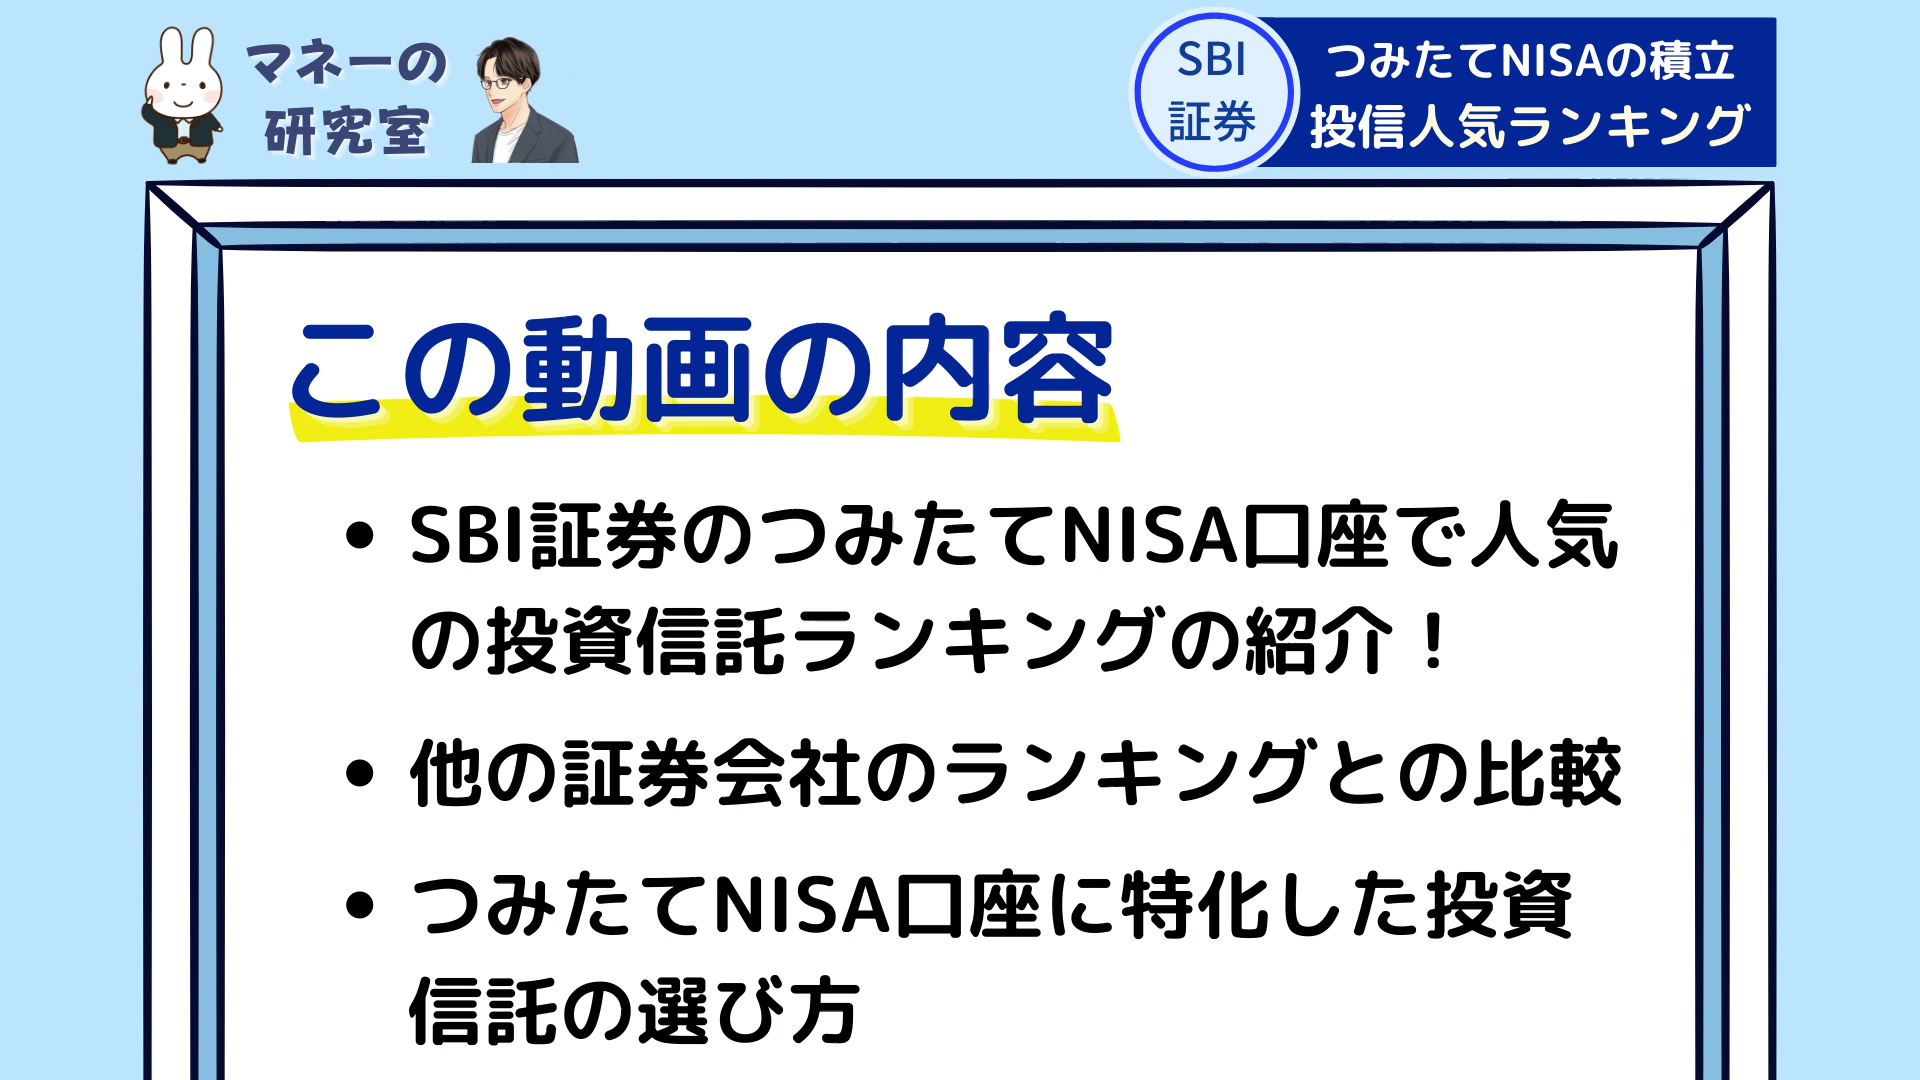 マネーの
研究室
SBI
証券
つみたてNISAの積立
投信人気ランキング
この動画の内容
• SBI証券のつみたてNISA口座で人気
の投資信託ランキングの紹介！
• 他の証券会社のランキングとの比較
• つみたてNISA口座に特化した投資
信託の選び方